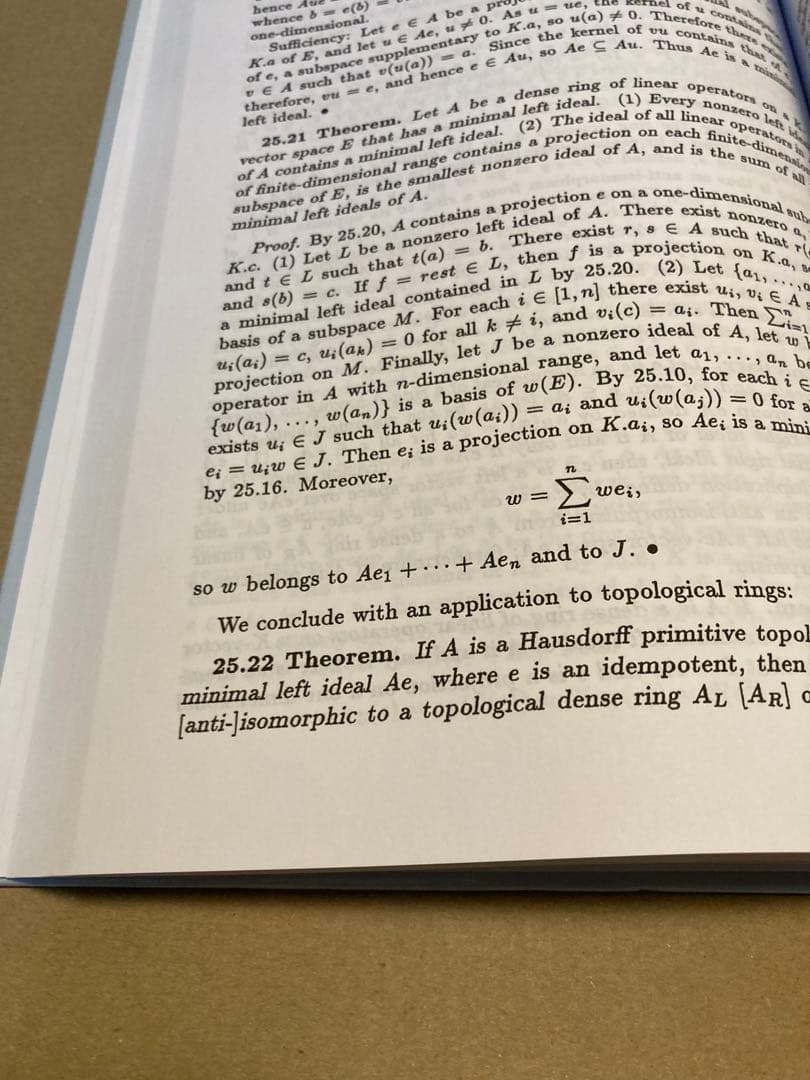 hence Aue
whence b = e(b) =
one-dimensional.
Sufficiency: Let e ∈ A be a proj
K.a of E, and let u ∈ Ae, u ≠ 0. As u = ue, the kernel of u contains
of e, a subspace supplementary to K.a, so u(a) ≠ 0. Therefore there
v ∈ A such that v(u(a)) = a. Since the kernel of vu contains that of
therefore, vu = e, and hence e ∈ Au, so Ae ⊆ Au. Thus Ae is a minimal
left ideal. •
25.21 Theorem. Let A be a dense ring of linear operators on a
vector space E that has a minimal left ideal. (1) Every nonzero left
of A contains a minimal left ideal. (2) The ideal of all linear operators
of finite-dimensional range contains a projection on each finite-dimensional
subspace of E, is the smallest nonzero ideal of A, and is the sum of all
minimal left ideals of A.
Proof. By 25.20, A contains a projection e on a one-dimensional
K.c. (1) Let L be a nonzero left ideal of A. There exist nonzero a,
and t ∈ L such that t(a) = b. There exist r, s ∈ A such that
and s(b) = c. If f = rest ∈ L, then f is a projection on K.a,
a minimal left ideal contained in L by 25.20. (2) Let {a₁, . . . ,
basis of a subspace M. For each i ∈ [1, n] there exist uᵢ, vᵢ ∈ A
uᵢ(aᵢ) = c, uᵢ(aₖ) = 0 for all k ≠ i, and vᵢ(c) = aᵢ. Then ∑ⁿᵢ₌₁
projection on M. Finally, let J be a nonzero ideal of A, let w
operator in A with n-dimensional range, and let a₁, . . . , aₙ
{w(a₁), . . . , w(aₙ)} is a basis of w(E). By 25.10, for each i ∈
exists uᵢ ∈ J such that uᵢ(w(aᵢ)) = aᵢ and uᵢ(w(aⱼ)) = 0 for
eᵢ = uᵢw ∈ J. Then eᵢ is a projection on K.aᵢ, so Aeᵢ is a mini
by 25.16. Moreover,
w = ∑ⁿᵢ₌₁ weᵢ,
so w belongs to Ae₁ + · · · + Aeₙ and to J. •
We conclude with an application to topological rings:
25.22 Theorem. If A is a Hausdorff primitive topol
minimal left ideal Ae, where e is an idempotent, then
[anti-]isomorphic to a topological dense ring A_L [A_R]